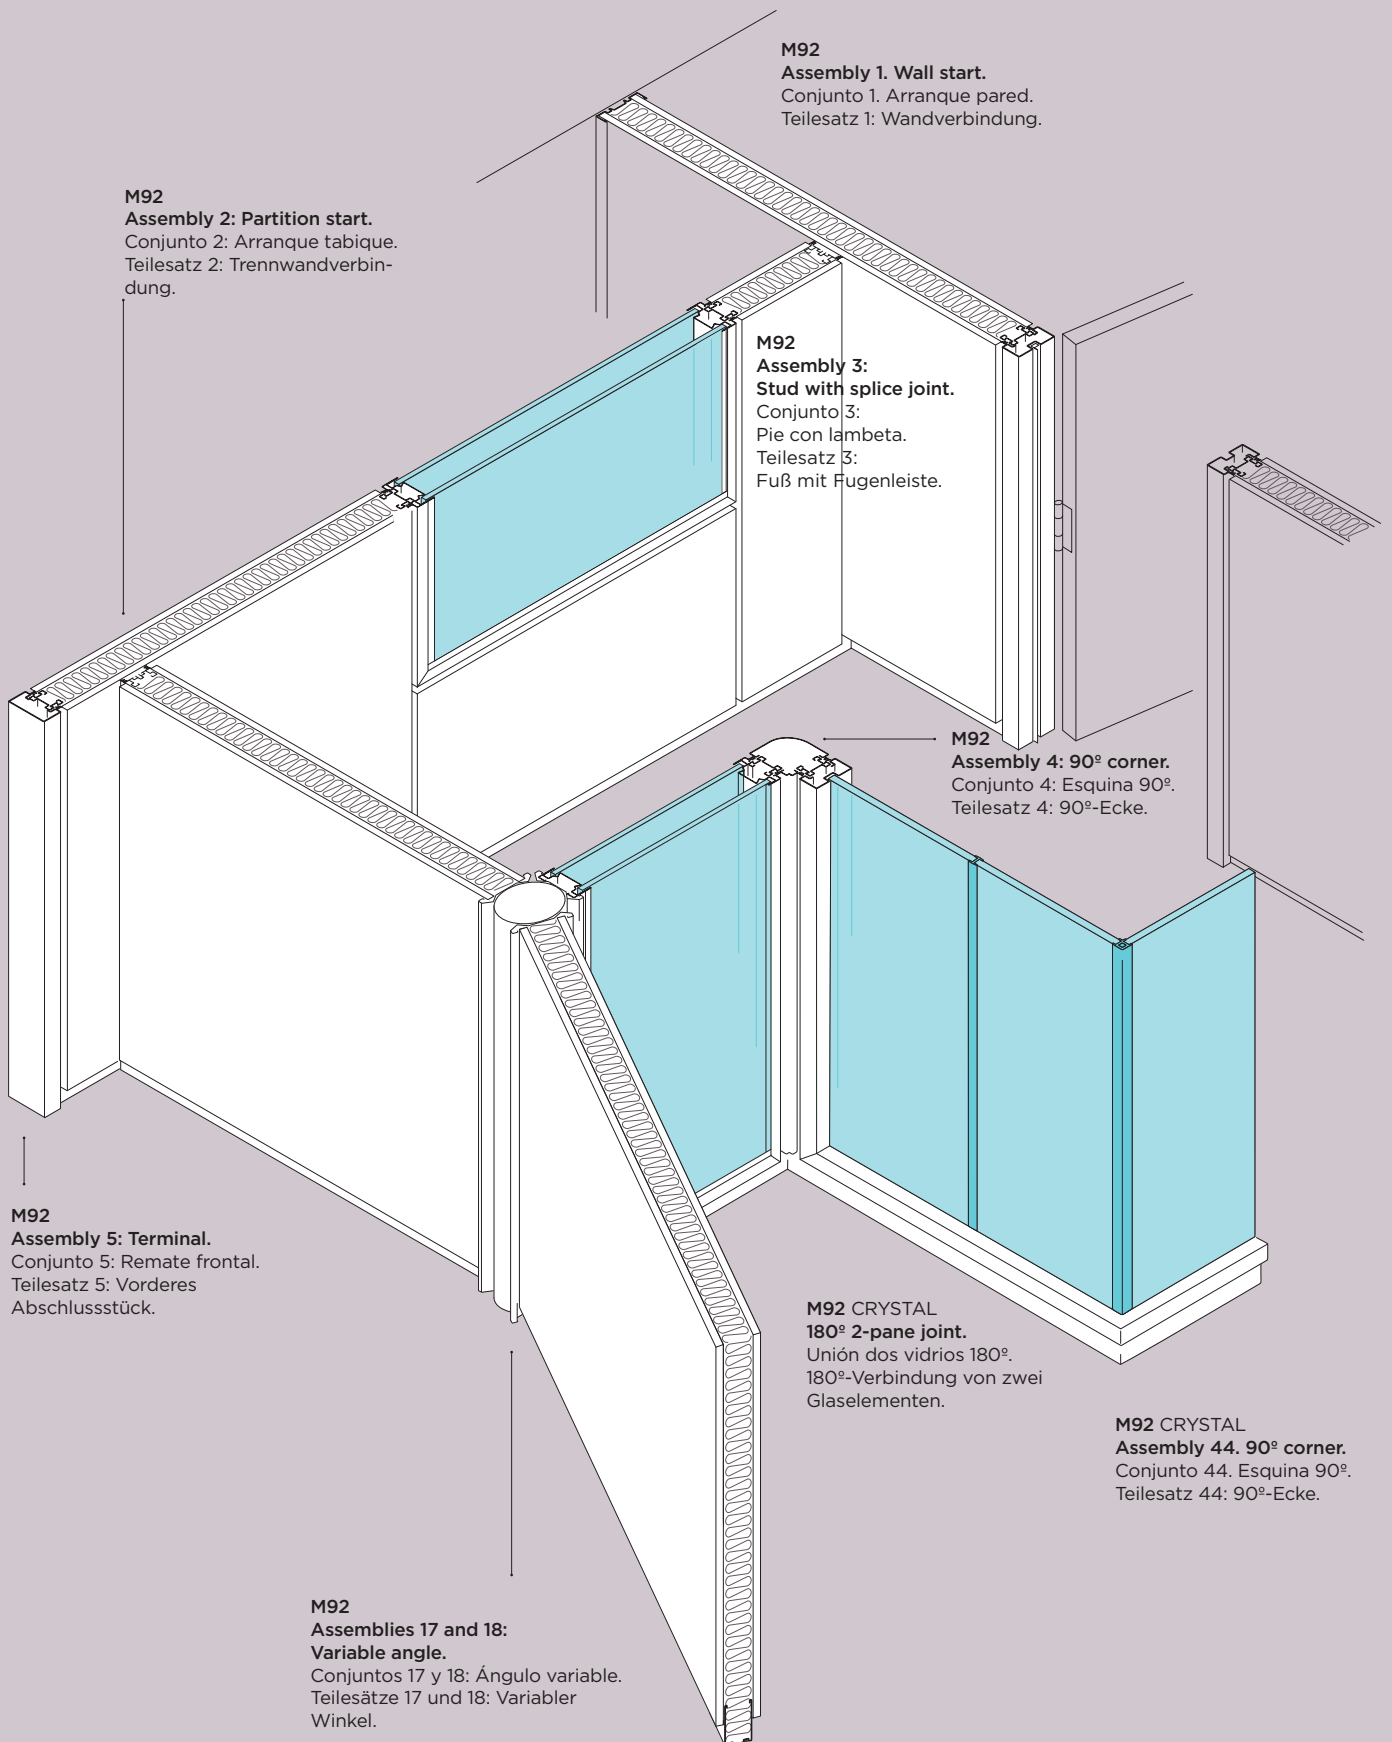 M92
Assembly 1. Wall start.
Conjunto 1. Arranque pared.
Teilesatz 1: Wandverbindung.
M92
Assembly 2: Partition start.
Conjunto 2: Arranque tabique.
Teilesatz 2: Trennwandverbin-
dung.
M92
Assembly 3:
Stud with splice joint.
Conjunto 3:
Pie con lambeta.
Teilesatz 3:
Fuß mit Fugenleiste.
M92
Assembly 4: 90º corner.
Conjunto 4: Esquina 90º.
Teilesatz 4: 90º-Ecke.
M92
Assembly 5: Terminal.
Conjunto 5: Remate frontal.
Teilesatz 5: Vorderes
Abschlussstück.
M92 CRYSTAL
180º 2-pane joint.
Unión dos vidrios 180º.
180º-Verbindung von zwei
Glaselementen.
M92 CRYSTAL
Assembly 44. 90º corner.
Conjunto 44. Esquina 90º.
Teilesatz 44: 90º-Ecke.
M92
Assemblies 17 and 18:
Variable angle.
Conjuntos 17 y 18: Ángulo variable.
Teilesätze 17 und 18: Variabler
Winkel.